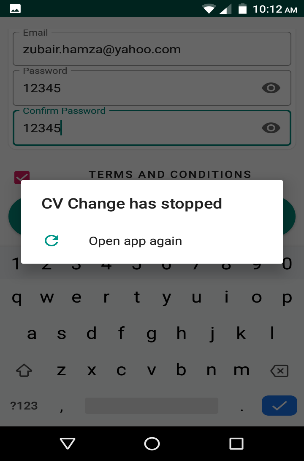 10:12 AM
Email
zubair.hamza@yahoo.com
Password
12345
Confirm Password
12345
TERMS AND CONDITIONS
CV Change has stopped
Open app again
1 2 3 4 5 6 7 8 9 0
q w e r t y u i o p
a s d f g h j k l
z x c v b n m
?123 , .